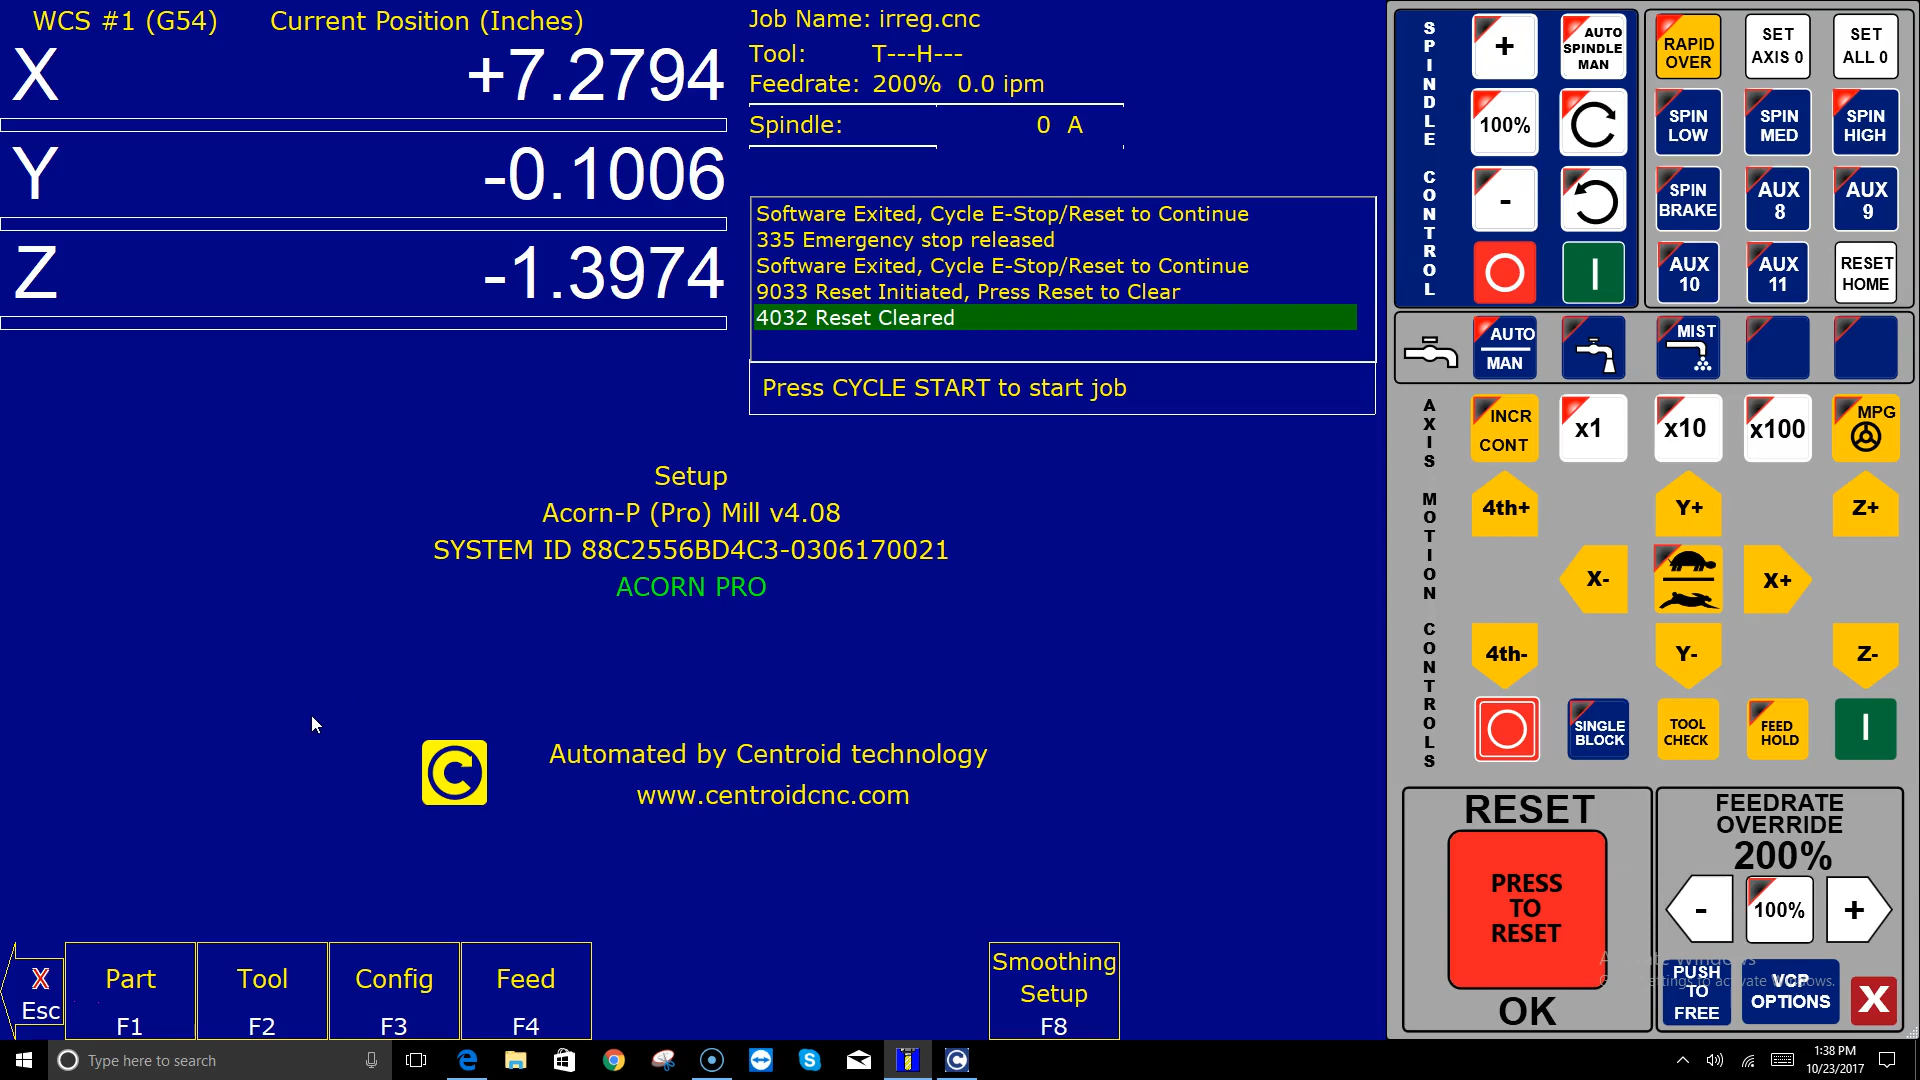 WCS #1 (G54) Current Position (Inches)
X +7.2794
Y -0.1006
Z -1.3974
Job Name: irreg.cnc
Tool: T---H---
Feedrate: 200% 0.0 ipm
Spindle: 0 A
Software Exited, Cycle E-Stop/Reset to Continue
335 Emergency stop released
Software Exited, Cycle E-Stop/Reset to Continue
9033 Reset Initiated, Press Reset to Clear
4032 Reset Cleared
Press CYCLE START to start job
Setup
Acorn-P (Pro) Mill v4.08
SYSTEM ID 88C2556BD4C3-0306170021
ACORN PRO
Automated by Centroid technology
www.centroidcnc.com
X
Esc
Part
F1
Tool
F2
Config
F3
Feed
F4
Smoothing
Setup
F8
SPINDLE CONTROL
+
AUTO
SPINDLE
MAN
100%
-
RAPID
OVER
SET
AXIS 0
SET
ALL 0
SPIN
LOW
SPIN
MED
SPIN
HIGH
SPIN
BRAKE
AUX
8
AUX
9
AUX
10
AUX
11
RESET
HOME
AUTO
MAN
MIST
AXIS MOTION CONTROLS
INCR
CONT
x1
x10
x100
MPG
4th+
Y+
Z+
X-
X+
4th-
Y-
Z-
SINGLE
BLOCK
TOOL
CHECK
FEED
HOLD
RESET
PRESS
TO
RESET
OK
FEEDRATE
OVERRIDE
200%
-
100%
+
PUSH
TO
FREE
VCP
OPTIONS
X
Activate Windows
Go to Settings to activate Windows.
Type here to search
1:38 PM
10/23/2017